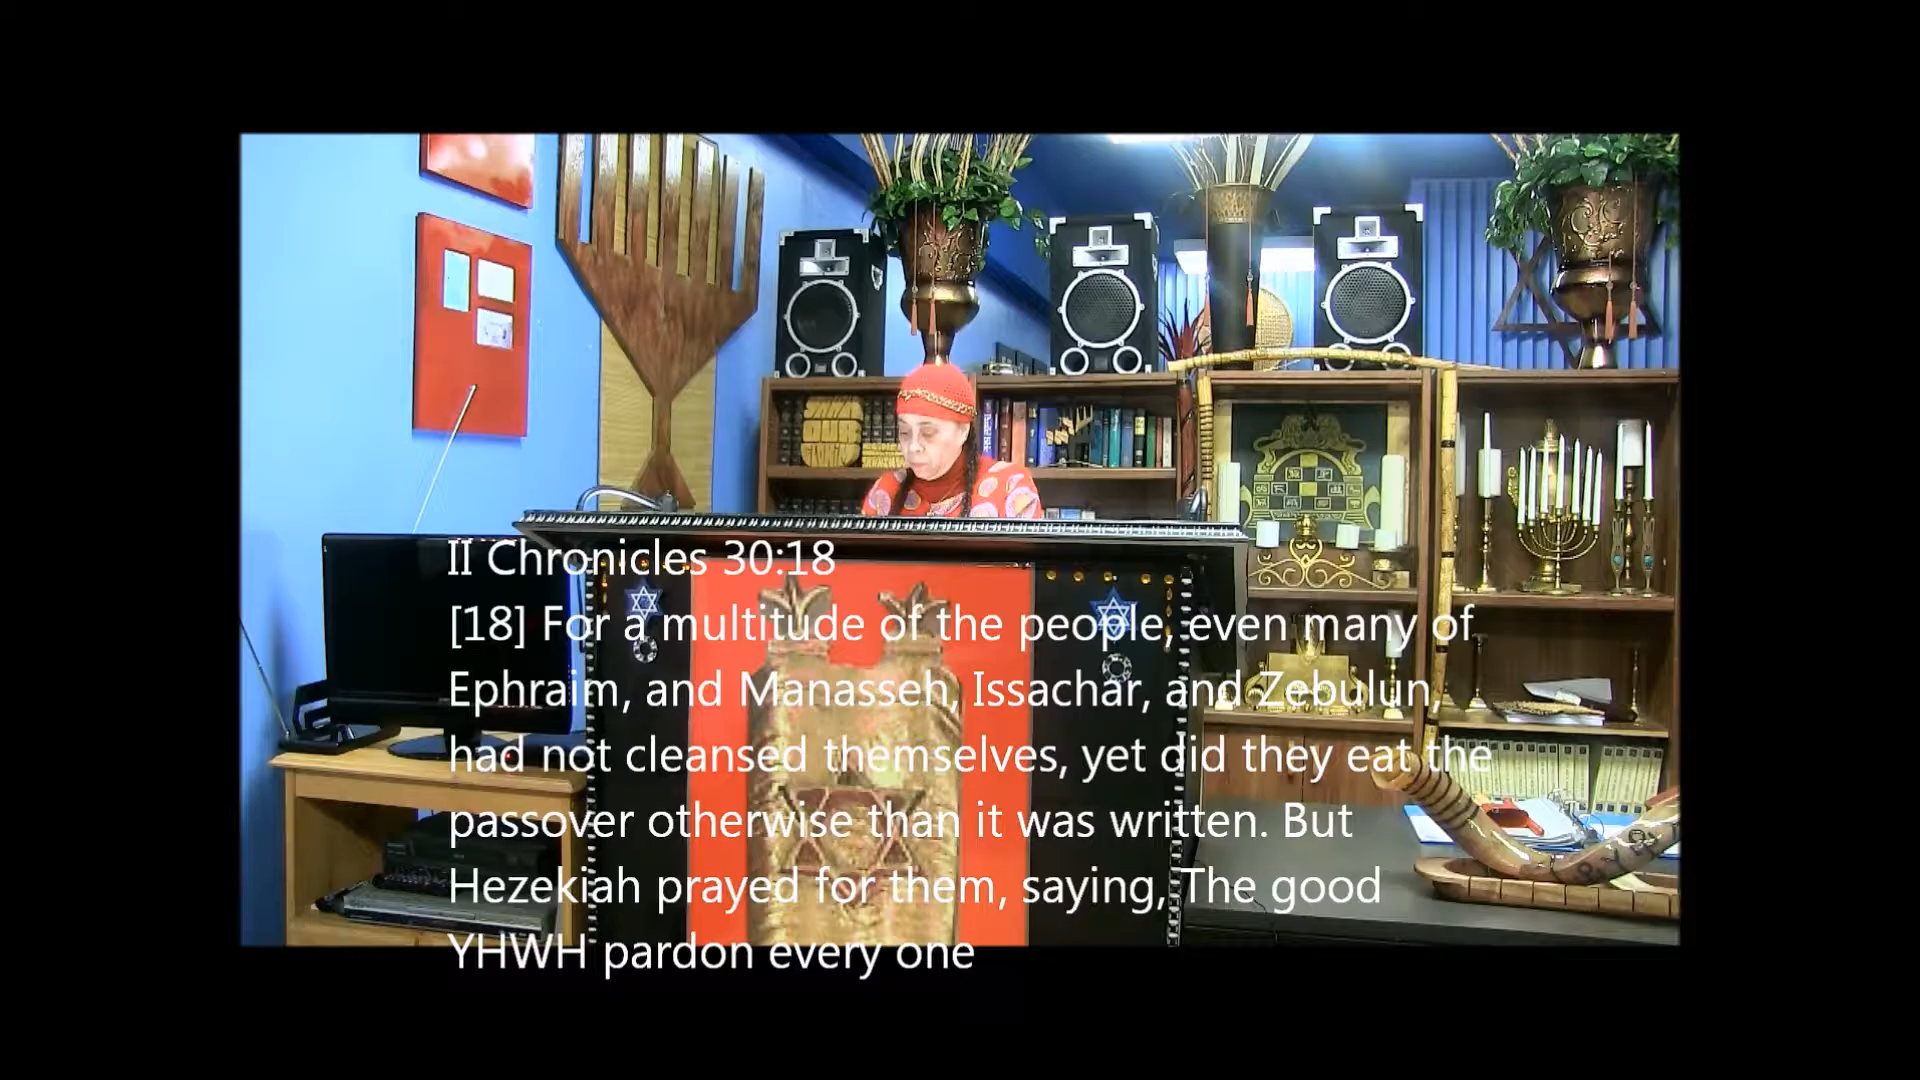 II Chronicles 30:18
[18] For a multitude of the people, even many of
Ephraim, and Manasseh, Issachar, and Zebulun,
had not cleansed themselves, yet did they eat the
passover otherwise than it was written. But
Hezekiah prayed for them, saying, The good
YHWH pardon every one